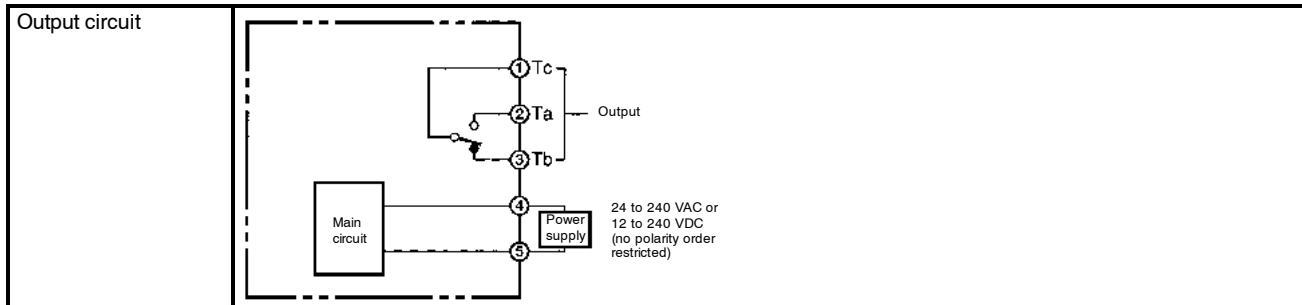 Output circuit
1 Tc
2 Ta
Output
3 Tb
4
Main
circuit
Power
supply
5
24 to 240 VAC or
12 to 240 VDC
(no polarity order
restricted)